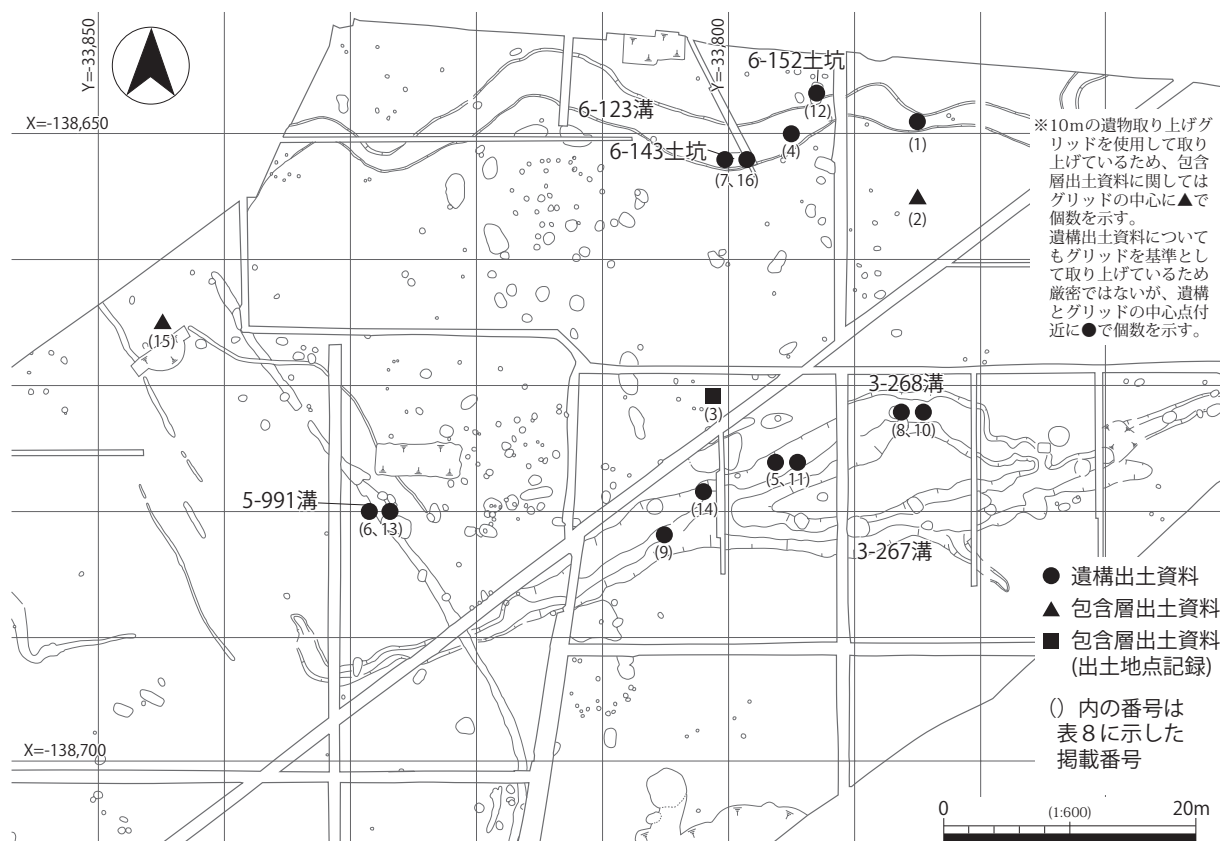 Y=-33,850
Y=-33,800
X=-138,650
X=-138,700
6-152土坑
(12)
6-123溝
(4)
(1)
6-143土坑
(7、16)
(2)
※10mの遺物取り上げグ
リッドを使用して取り
上げているため、包含
層出土資料に関しては
グリッドの中心に▲で
個数を示す。
遺構出土資料について
もグリッドを基準とし
て取り上げているため
厳密ではないが、遺構
とグリッドの中心点付
近に●で個数を示す。
(15)
3-268溝
(3)
(8、10)
(5、11)
5-991溝
(6、13)
(14)
(9)
3-267溝
● 遺構出土資料
▲ 包含層出土資料
■ 包含層出土資料
(出土地点記録)
()内の番号は
表8に示した
掲載番号
0
(1:600)
20m